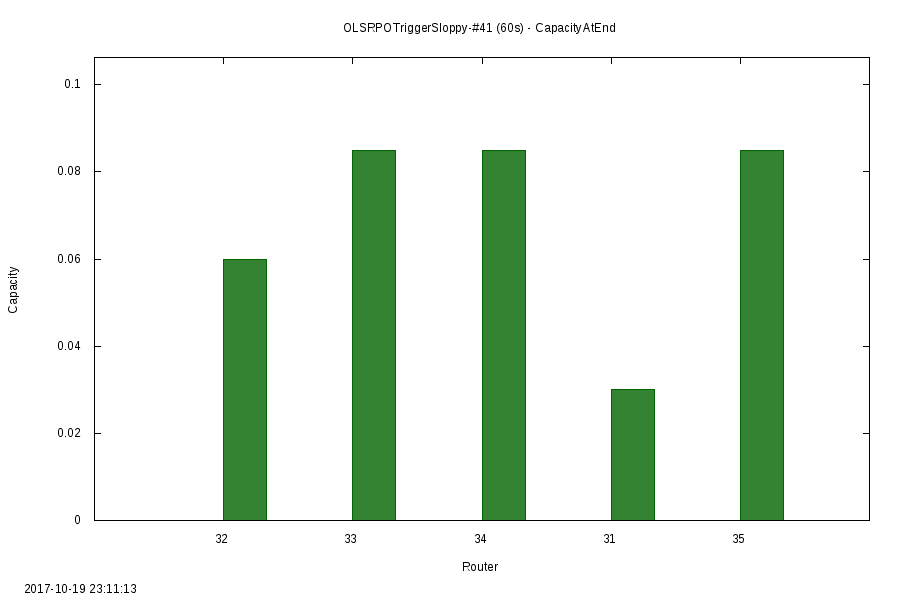 OLSRPOTriggerSloppy-#41 (60s) - CapacityAtEnd
0.1
0.08
0.06
0.04
0.02
0
Capacity
32 33 34 31 35
Router
2017-10-19 23:11:13